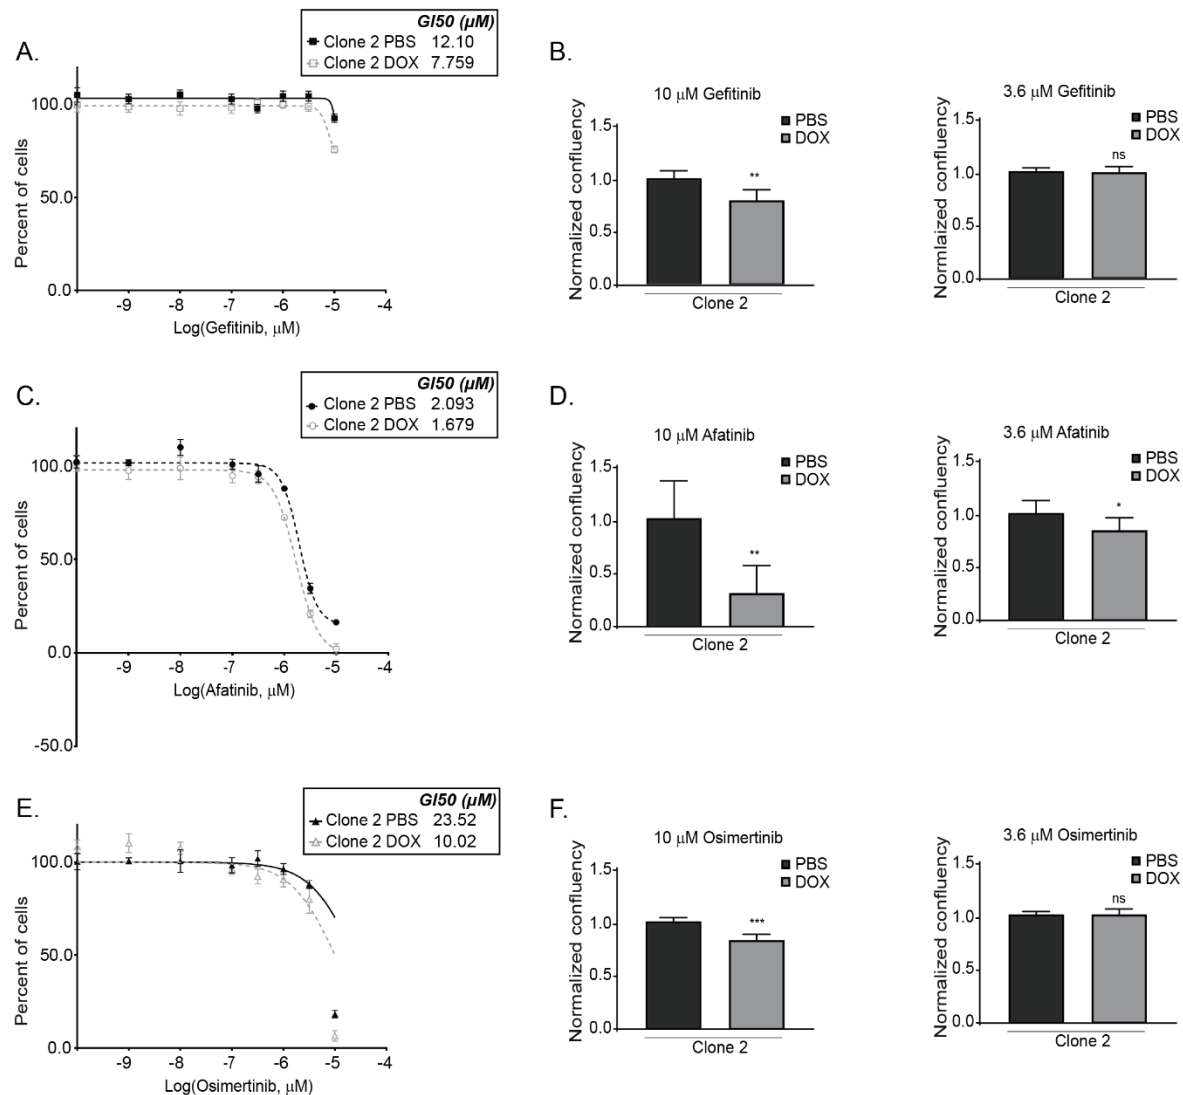 A.
GI50 (µM)
Clone 2 PBS 12.10
Clone 2 DOX 7.759
Percent of cells
100.0
50.0
0.0
-9 -8 -7 -6 -5 -4
Log(Gefitinib, µM)
B.
10 µM Gefitinib
PBS
DOX
Normalized confluency
1.5
1.0
0.5
0.0
**
Clone 2
3.6 µM Gefitinib
PBS
DOX
Normlaized confluency
1.5
1.0
0.5
0.0
ns
Clone 2
C.
GI50 (µM)
Clone 2 PBS 2.093
Clone 2 DOX 1.679
Percent of cells
100.0
50.0
0.0
-50.0
-9 -8 -7 -6 -5 -4
Log(Afatinib, µM)
D.
10 µM Afatinib
PBS
DOX
Normalized confluency
1.5
1.0
0.5
0.0
**
Clone 2
3.6 µM Afatinib
PBS
DOX
Normalized confluency
1.5
1.0
0.5
0.0
*
Clone 2
E.
GI50 (µM)
Clone 2 PBS 23.52
Clone 2 DOX 10.02
Percent of cells
100.0
50.0
0.0
-9 -8 -7 -6 -5 -4
Log(Osimertinib, µM)
F.
10 µM Osimertinib
PBS
DOX
Normalized confluency
1.5
1.0
0.5
0.0
***
Clone 2
3.6 µM Osimertinib
PBS
DOX
Normalized confluency
1.5
1.0
0.5
0.0
ns
Clone 2